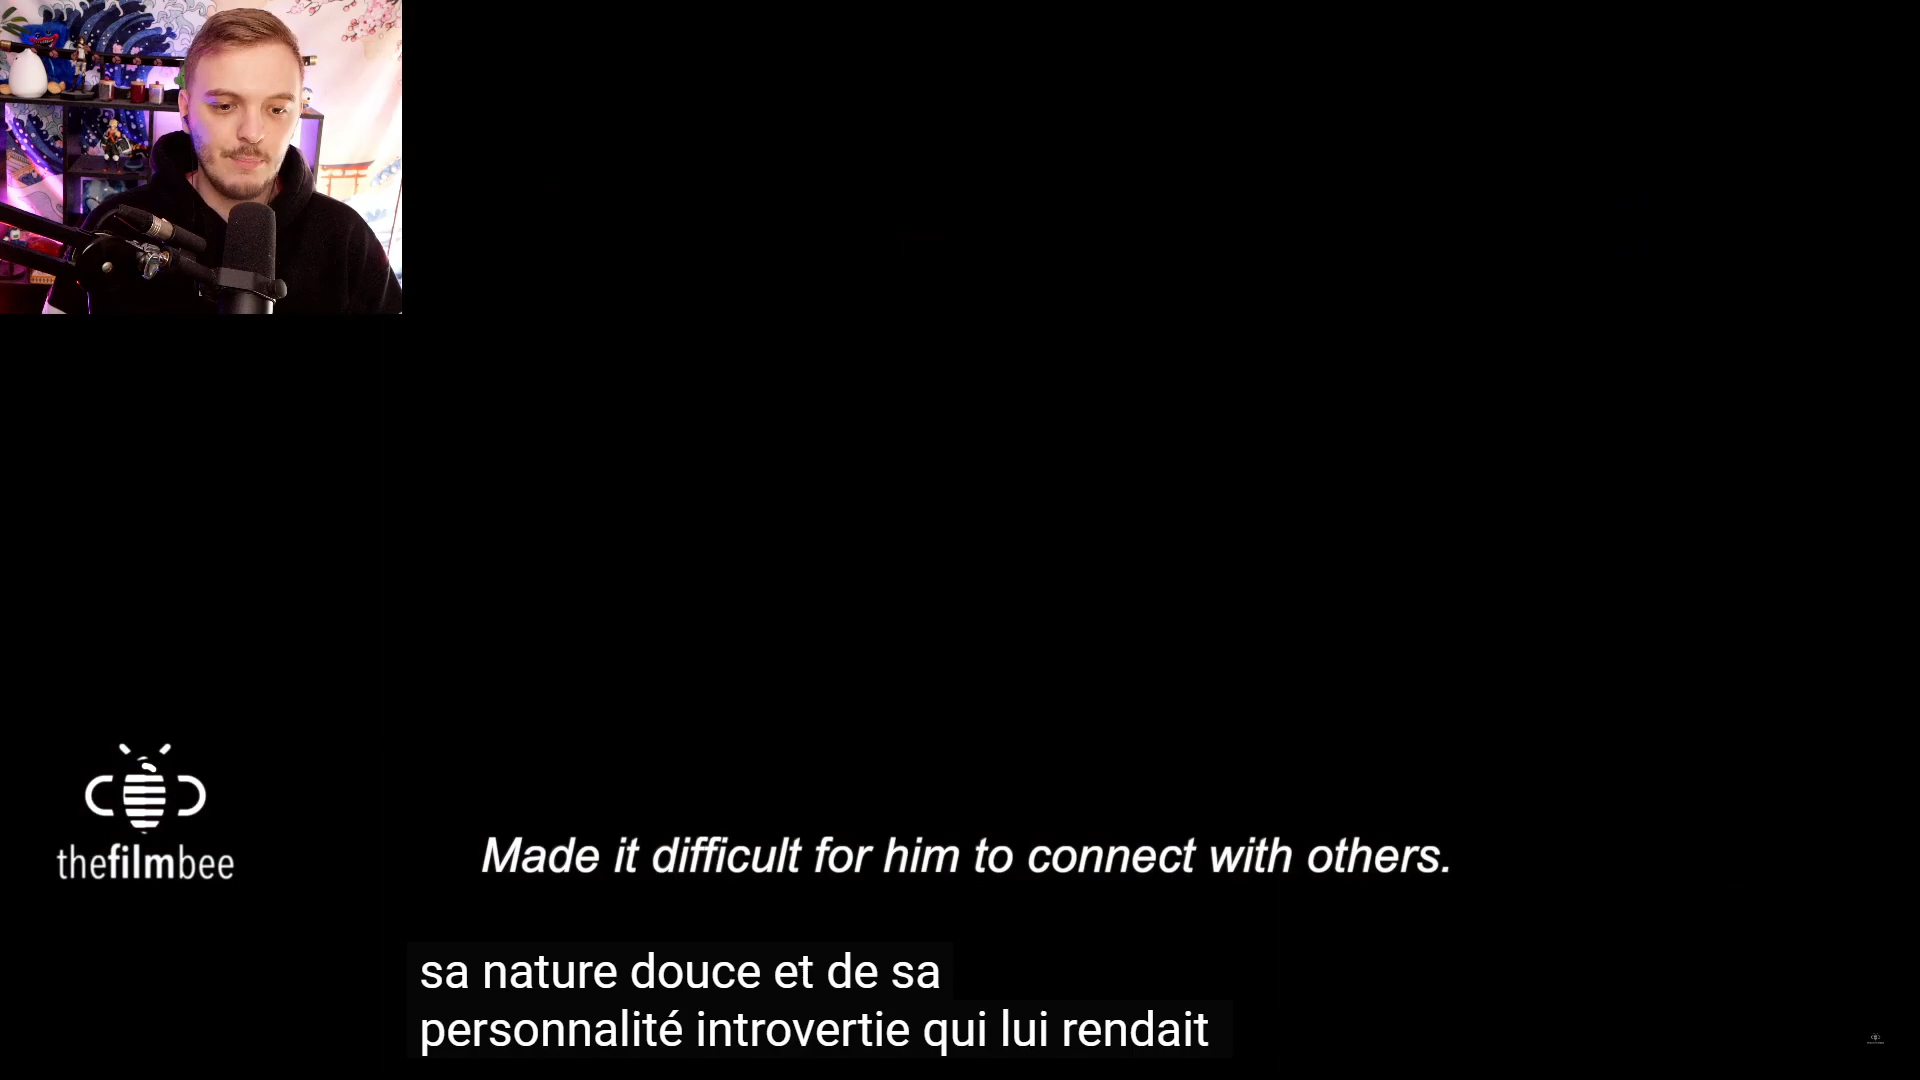 thefilmbee
Made it difficult for him to connect with others.
sa nature douce et de sa
personnalité introvertie qui lui rendait